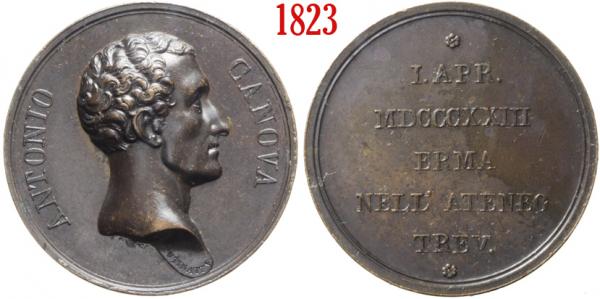 1823
ANTONIO CANOVA
I. APR.
MDCCCXXIII
ERMA
NELL' ATENEO
TREV.